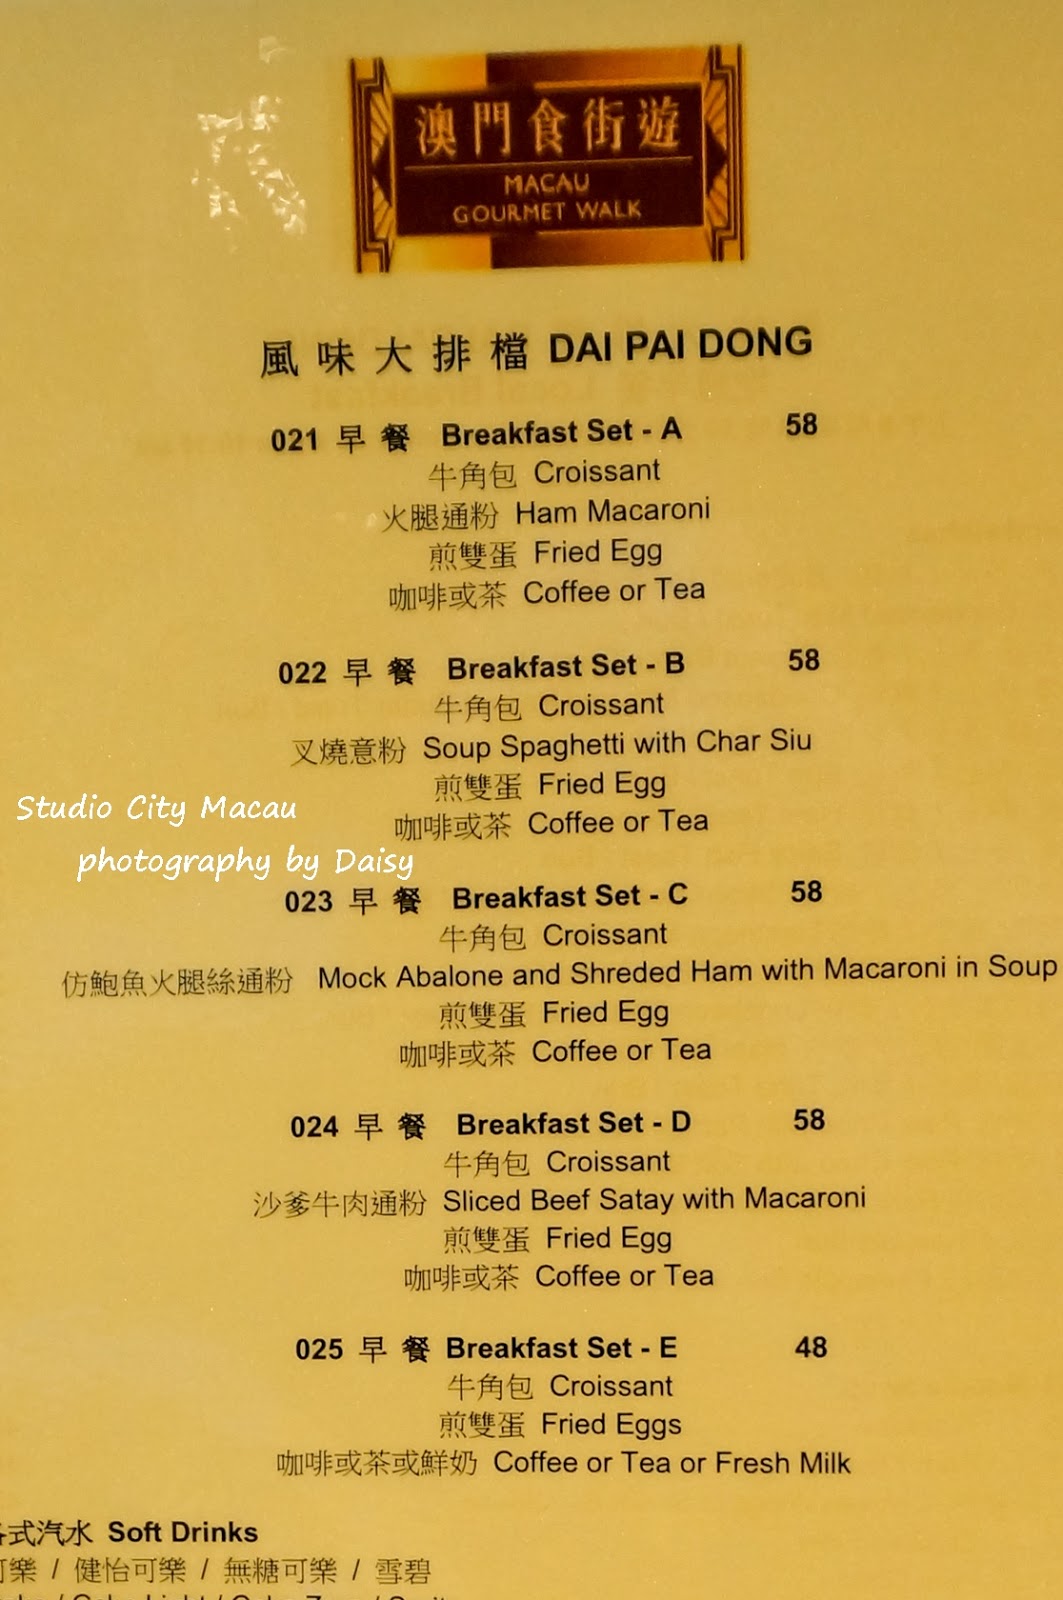 澳門食街遊
MACAU
GOURMET WALK
風味大排檔 DAI PAI DONG
021 早餐 Breakfast Set - A 58
牛角包 Croissant
火腿通粉 Ham Macaroni
煎雙蛋 Fried Egg
咖啡或茶 Coffee or Tea
022 早餐 Breakfast Set - B 58
牛角包 Croissant
叉燒意粉 Soup Spaghetti with Char Siu
煎雙蛋 Fried Egg
咖啡或茶 Coffee or Tea
Studio City Macau
photography by Daisy
023 早餐 Breakfast Set - C 58
牛角包 Croissant
仿鮑魚火腿絲通粉 Mock Abalone and Shreded Ham with Macaroni in Soup
煎雙蛋 Fried Egg
咖啡或茶 Coffee or Tea
024 早餐 Breakfast Set - D 58
牛角包 Croissant
沙爹牛肉通粉 Sliced Beef Satay with Macaroni
煎雙蛋 Fried Egg
咖啡或茶 Coffee or Tea
025 早餐 Breakfast Set - E 48
牛角包 Croissant
煎雙蛋 Fried Eggs
咖啡或茶或鮮奶 Coffee or Tea or Fresh Milk
各式汽水 Soft Drinks
可樂 / 健怡可樂 / 無糖可樂 / 雪碧